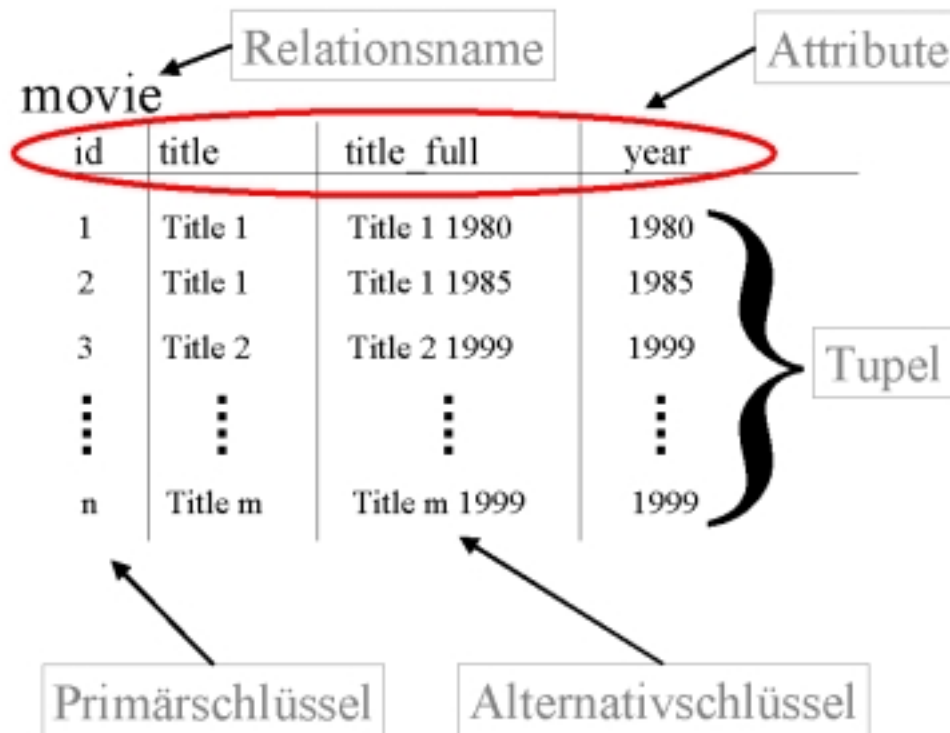 Relationsname
Attribute
movie
id title title_full year
1 Title 1 Title 1 1980 1980
2 Title 1 Title 1 1985 1985
3 Title 2 Title 2 1999 1999
Tupel
n Title m Title m 1999 1999
Primärschlüssel
Alternativschlüssel